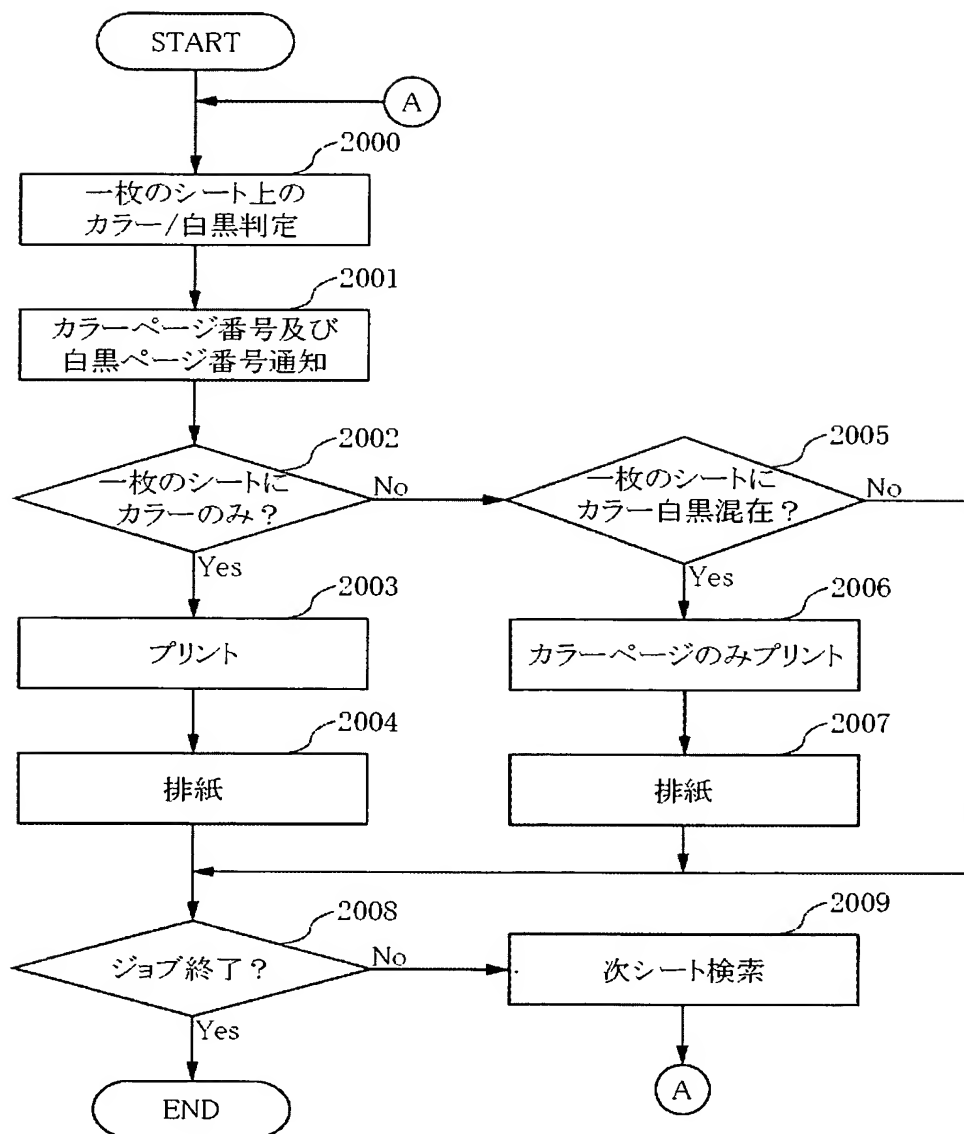 START
A
2000
一枚のシート上の
カラー/白黒判定
2001
カラーページ番号及び
白黒ページ番号通知
2002
一枚のシートに
カラーのみ？
No
Yes
2005
一枚のシートに
カラー白黒混在？
No
Yes
2003
プリント
2006
カラーページのみプリント
2004
排紙
2007
排紙
2008
ジョブ終了？
No
Yes
2009
次シート検索
END
A